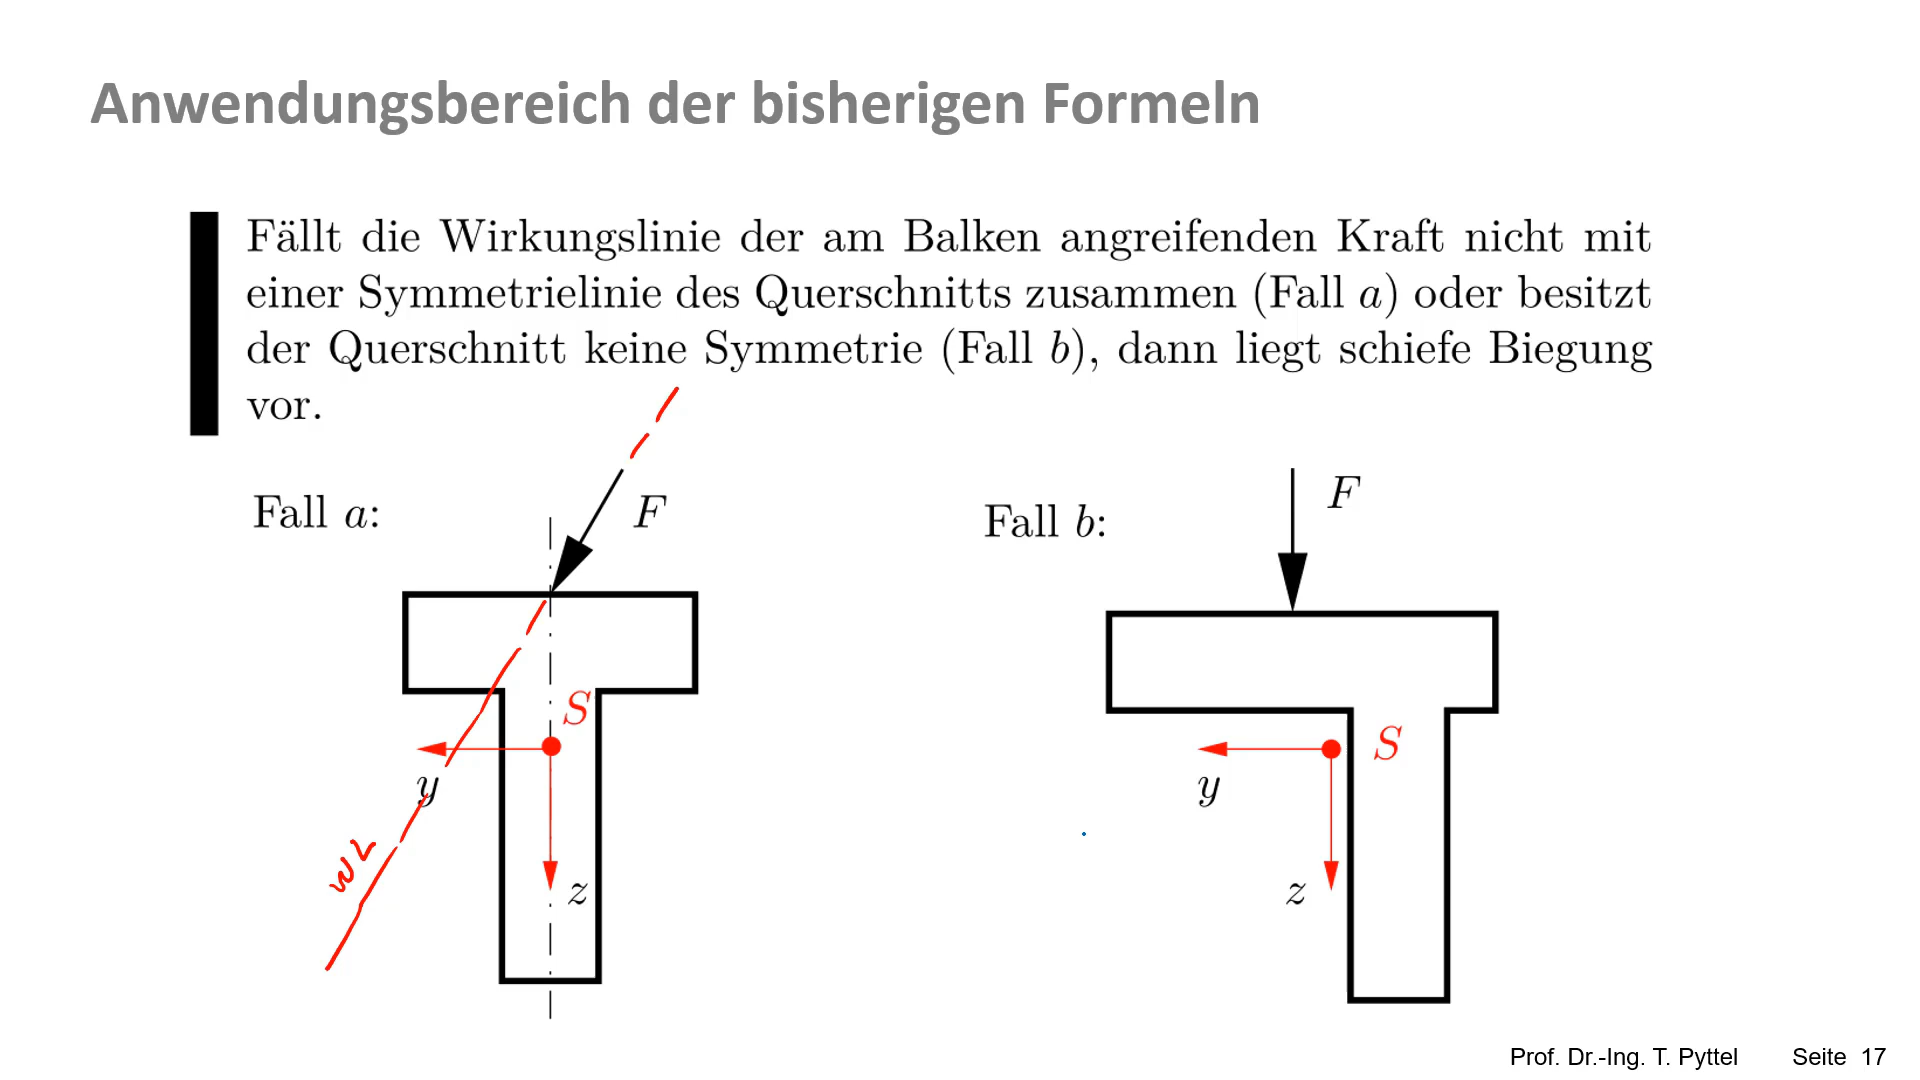 Anwendungsbereich der bisherigen Formeln
Fällt die Wirkungslinie der am Balken angreifenden Kraft nicht mit
einer Symmetrielinie des Querschnitts zusammen (Fall a) oder besitzt
der Querschnitt keine Symmetrie (Fall b), dann liegt schiefe Biegung
vor.
Fall a:
F
S
y
z
WL
Fall b:
F
S
y
z
Prof. Dr.-Ing. T. Pyttel Seite 17